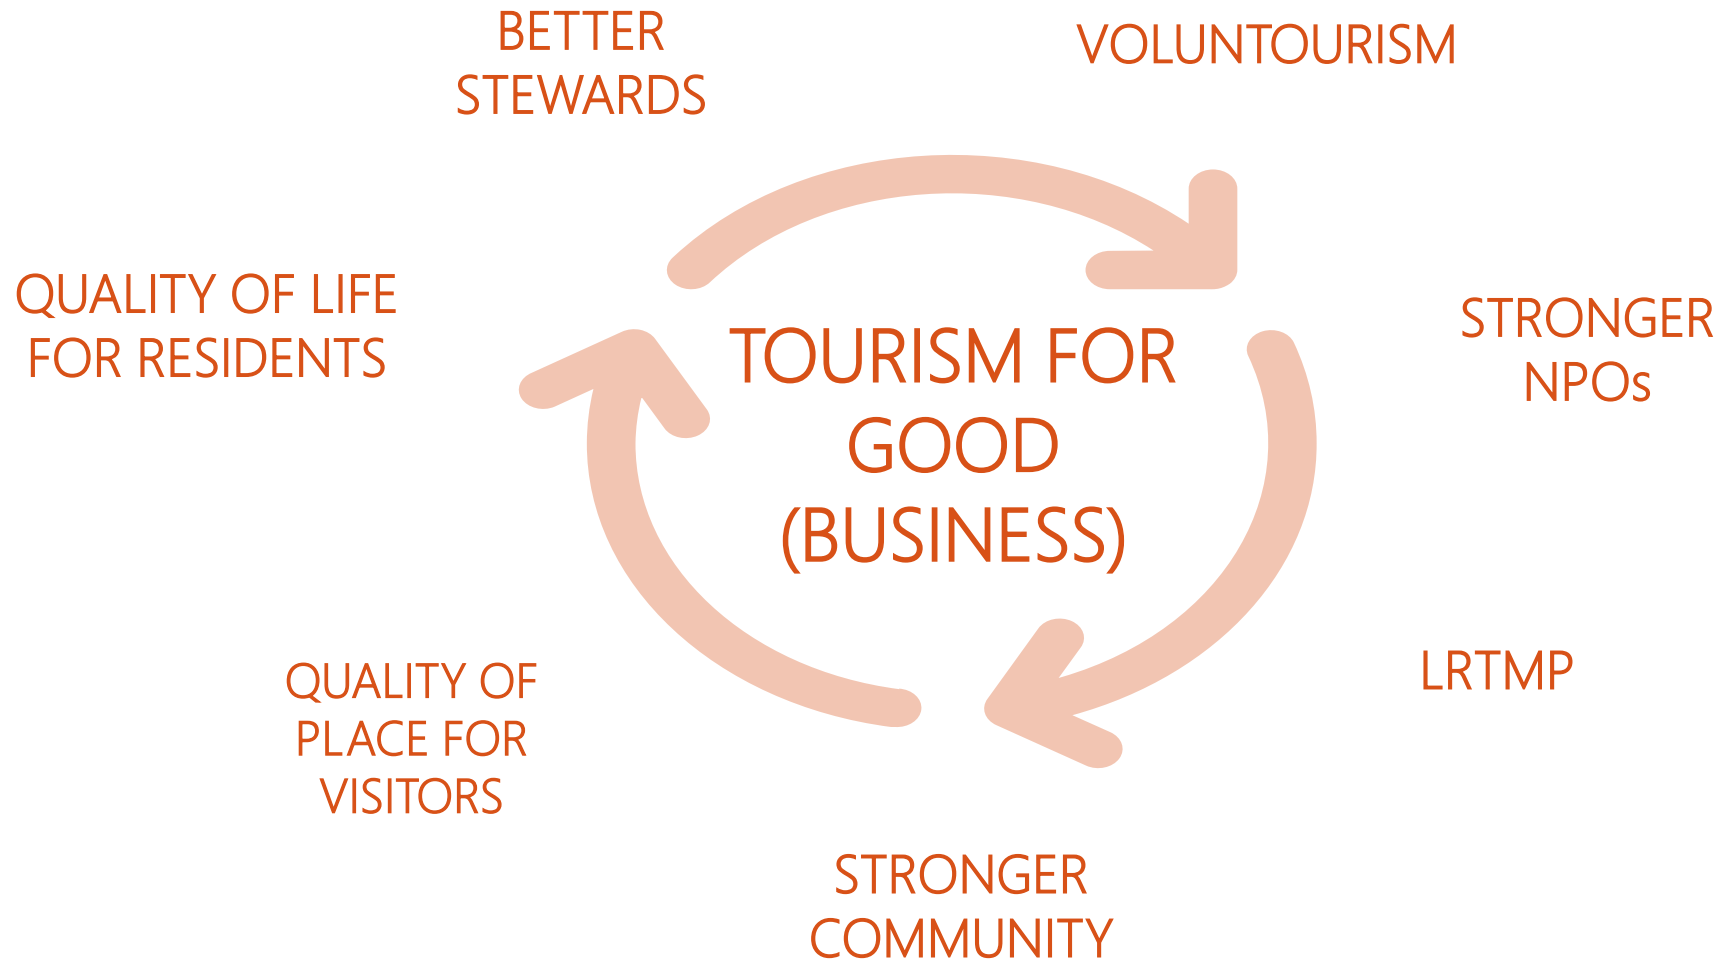 BETTER
STEWARDS
VOLUNTOURISM
QUALITY OF LIFE
FOR RESIDENTS
TOURISM FOR
GOOD
(BUSINESS)
STRONGER
NPOs
LRTMP
QUALITY OF
PLACE FOR
VISITORS
STRONGER
COMMUNITY